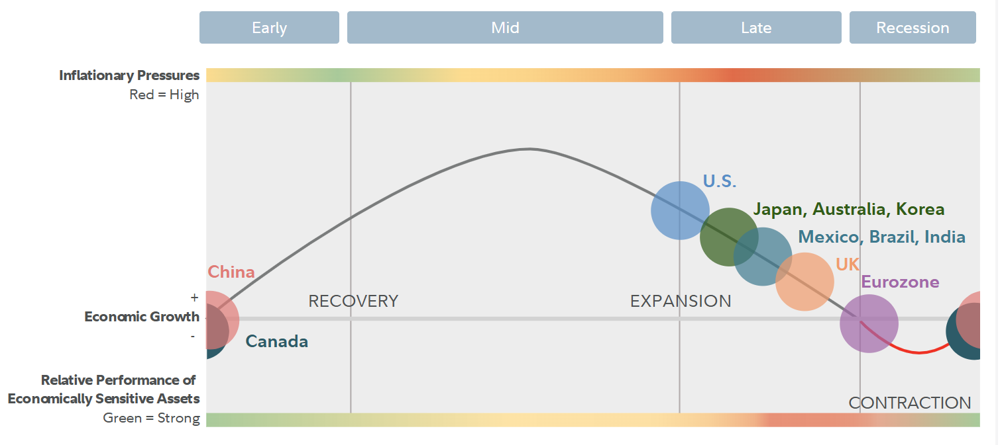 Early
Mid
Late
Recession
Inflationary Pressures
Red = High
U.S.
Japan, Australia, Korea
Mexico, Brazil, India
UK
China
Eurozone
+
RECOVERY
EXPANSION
Economic Growth
-
Canada
Relative Performance of
Economically Sensitive Assets
CONTRACTION
Green = Strong